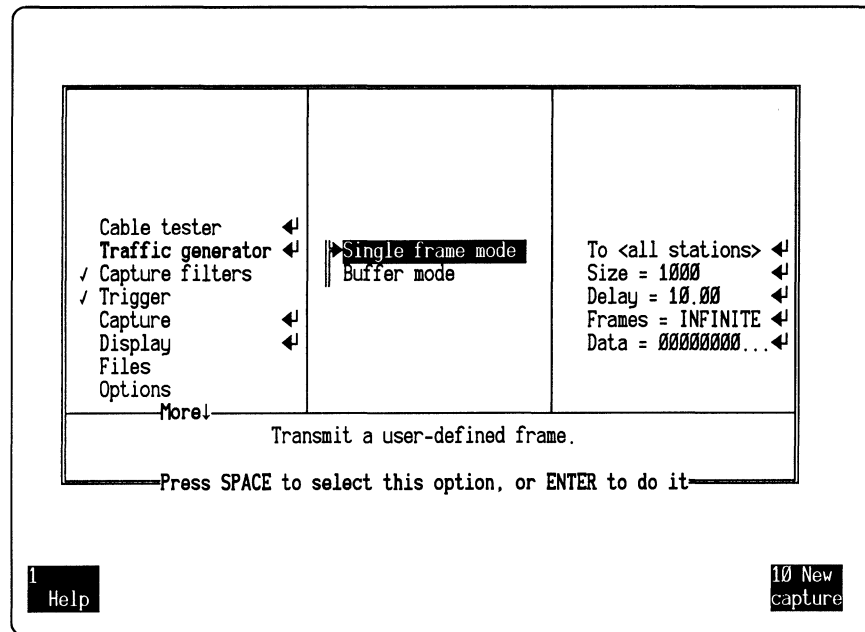 Cable tester ↵
Traffic generator ↵
√ Capture filters
√ Trigger
Capture ↵
Display ↵
Files
Options
More↓
Single frame mode
Buffer mode
To <all stations> ↵
Size = 1000 ↵
Delay = 10.00 ↵
Frames = INFINITE ↵
Data = 00000000... ↵
Transmit a user-defined frame.
Press SPACE to select this option, or ENTER to do it
1
Help
10 New
capture